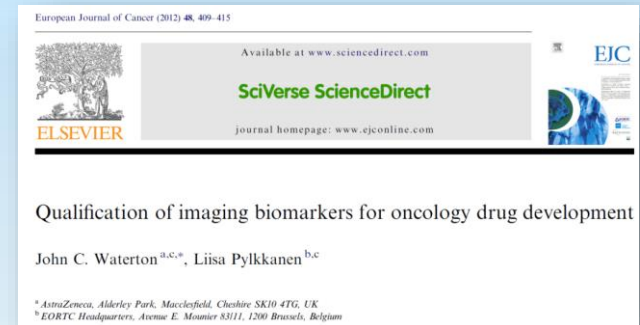 European Journal of Cancer (2012) 48, 409–415
Available at www.sciencedirect.com
SciVerse ScienceDirect
journal homepage: www.ejconline.com
ELSEVIER
EJC
Qualification of imaging biomarkers for oncology drug development
John C. Waterton a,c,*, Liisa Pylkkanen b,c
a AstraZeneca, Alderley Park, Macclesfield, Cheshire SK10 4TG, UK
b EORTC Headquarters, Avenue E. Mounier 83/11, 1200 Brussels, Belgium